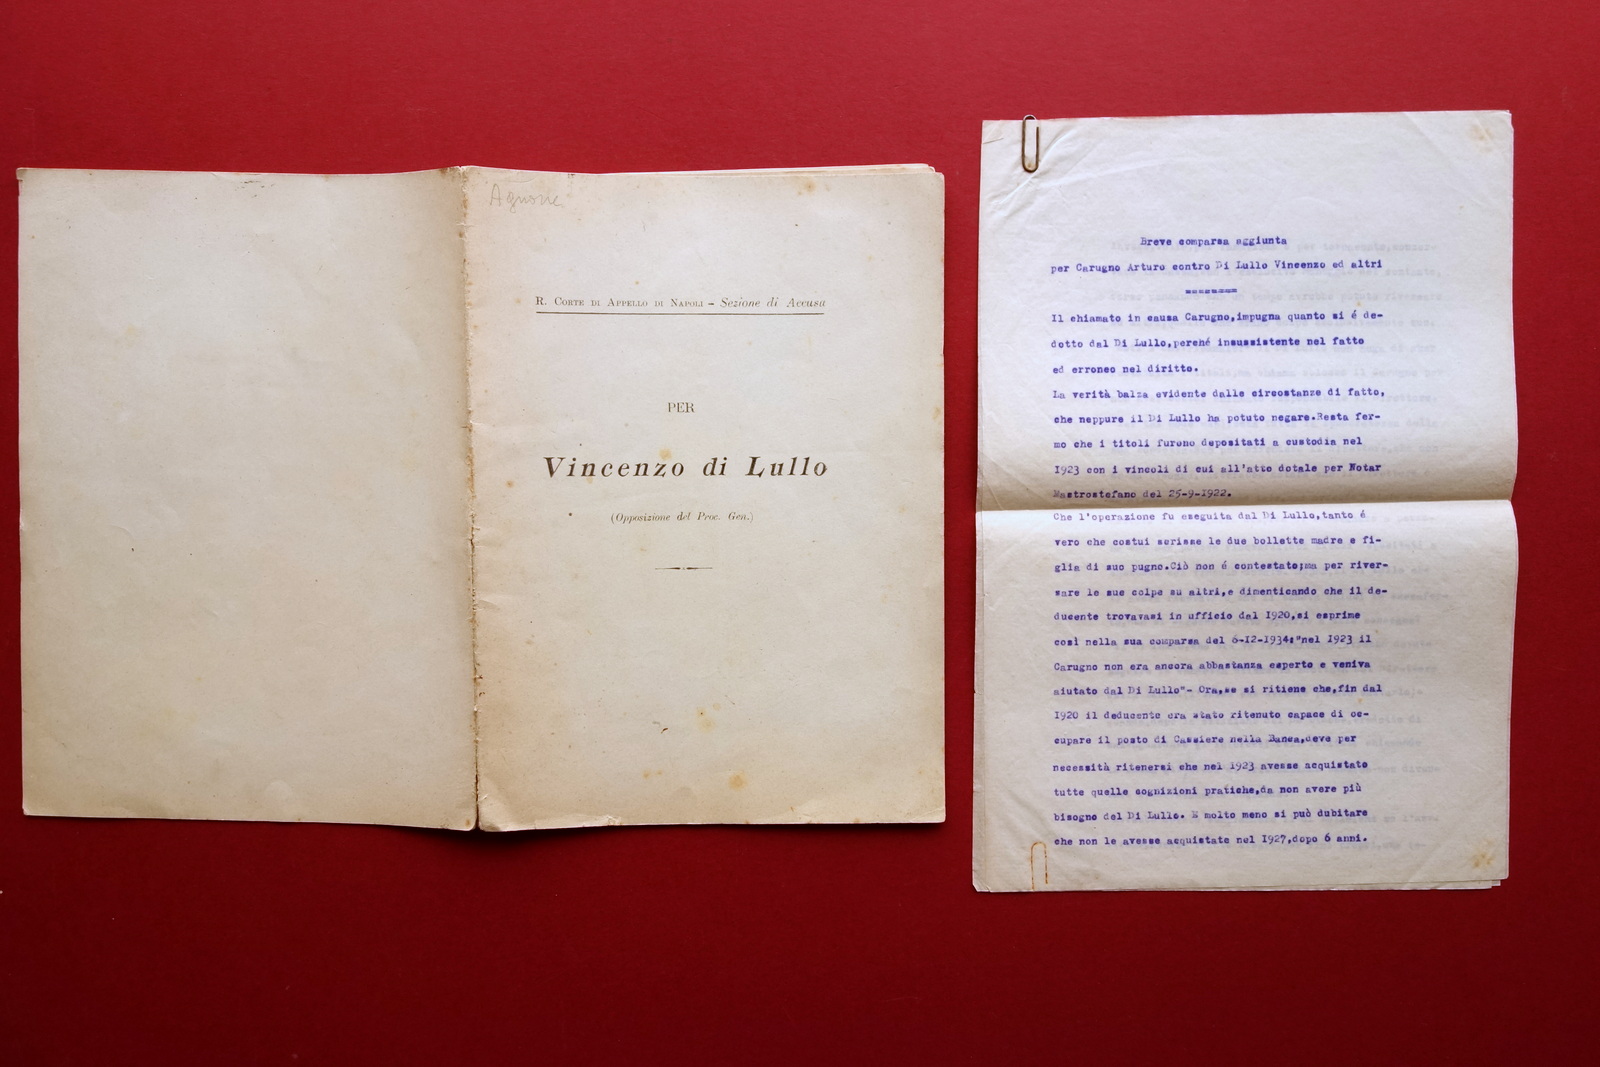 Agnone
R. Corte di Appello di Napoli – Sezione di Accusa
PER
Vincenzo di Lullo
(Opposizione del Proc. Gen.)
Breve comparsa aggiunta
per Carugno Arturo contro Di Lullo Vincenzo ed altri
========
Il chiamato in causa Carugno,impugna quanto si é de-
dotto dal Di Lullo,perché insussistente nel fatto
ed erroneo nel diritto.
La verità balza evidente dalle circostanze di fatto,
che neppure il Di Lullo ha potuto negare.Resta fer-
mo che i titoli furono depositati a custodia nel
1923 con i vincoli di cui all'atto dotale per Notar
Mastrostefano del 25-9-1922.
Che l'operazione fu eseguita dal Di Lullo,tanto é
vero che costui scrisse le due bollette madre e fi-
glia di suo pugno.Ciò non é contestato;ma per river-
sare le sue colpe su altri,e dimenticando che il de-
ducente trovavasi in ufficio dal 1920,si esprime
così nella sua comparsa del 6-12-1934:"nel 1923 il
Carugno non era ancora abbastanza esperto e veniva
aiutato dal Di Lullo"- Ora,se si ritiene che,fin dal
1920 il deducente era stato ritenuto capace di oc-
cupare il posto di Cassiere nella Banca,deve per
necessità ritenersi che nel 1923 avesse acquistato
tutte quelle cognizioni pratiche,da non avere più
bisogno del Di Lullo. E molto meno si può dubitare
che non le avesse acquistate nel 1927,dopo 6 anni.